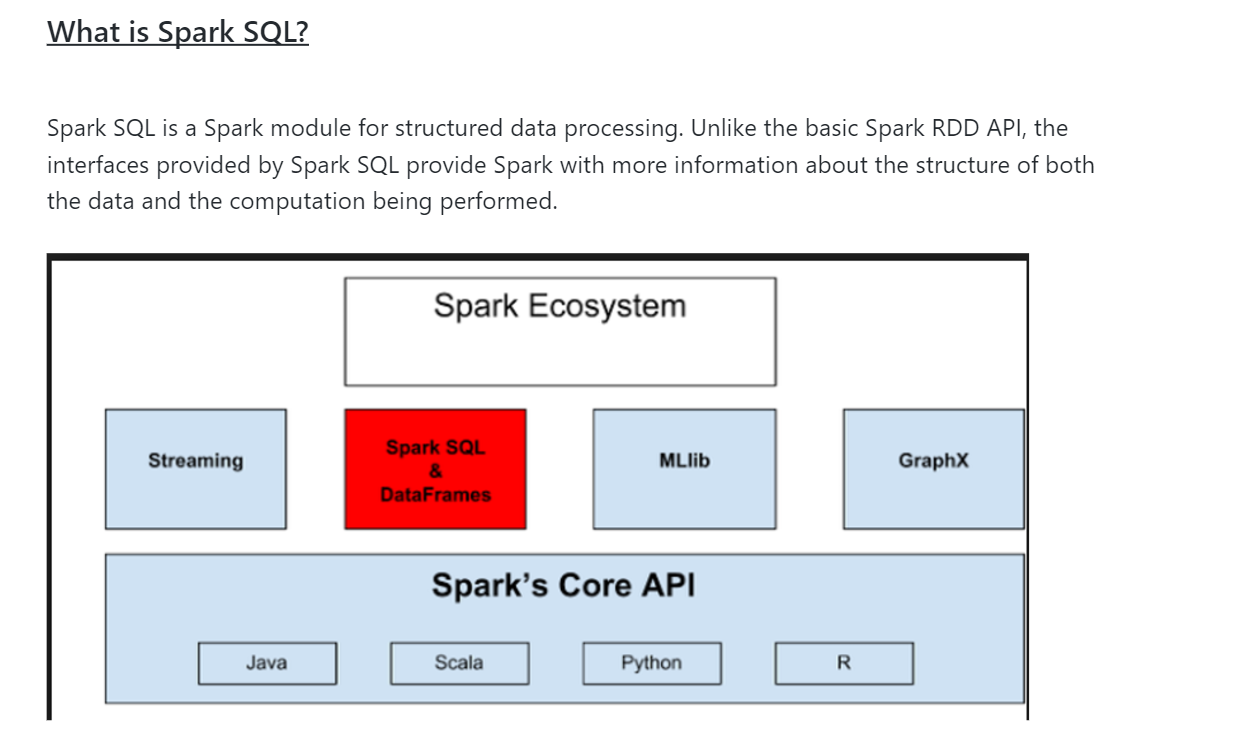 What is Spark SQL?
Spark SQL is a Spark module for structured data processing. Unlike the basic Spark RDD API, the
interfaces provided by Spark SQL provide Spark with more information about the structure of both
the data and the computation being performed.
Spark Ecosystem
Streaming
Spark SQL
&
DataFrames
MLlib
GraphX
Spark's Core API
Java
Scala
Python
R